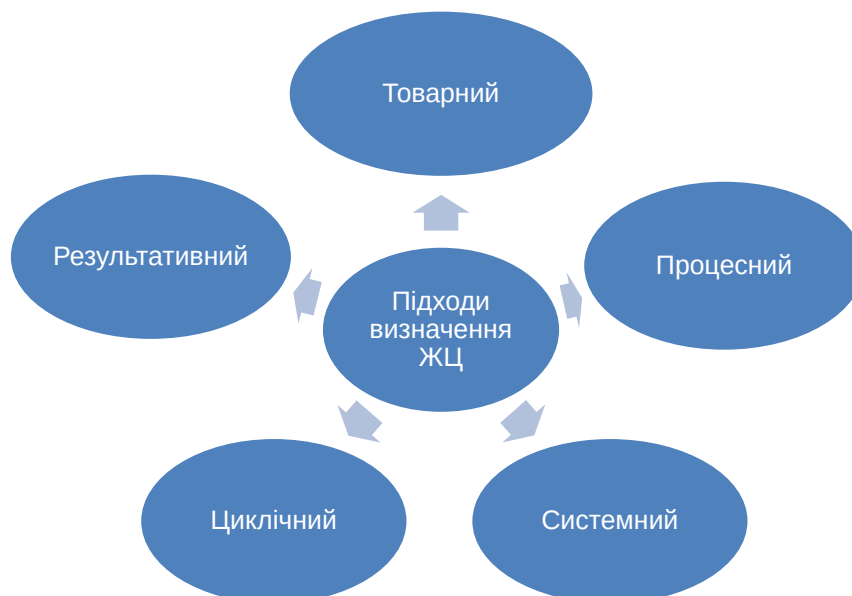 Товарний
Результативний
Процесний
Підходи
визначення
ЖЦ
Циклічний
Системний